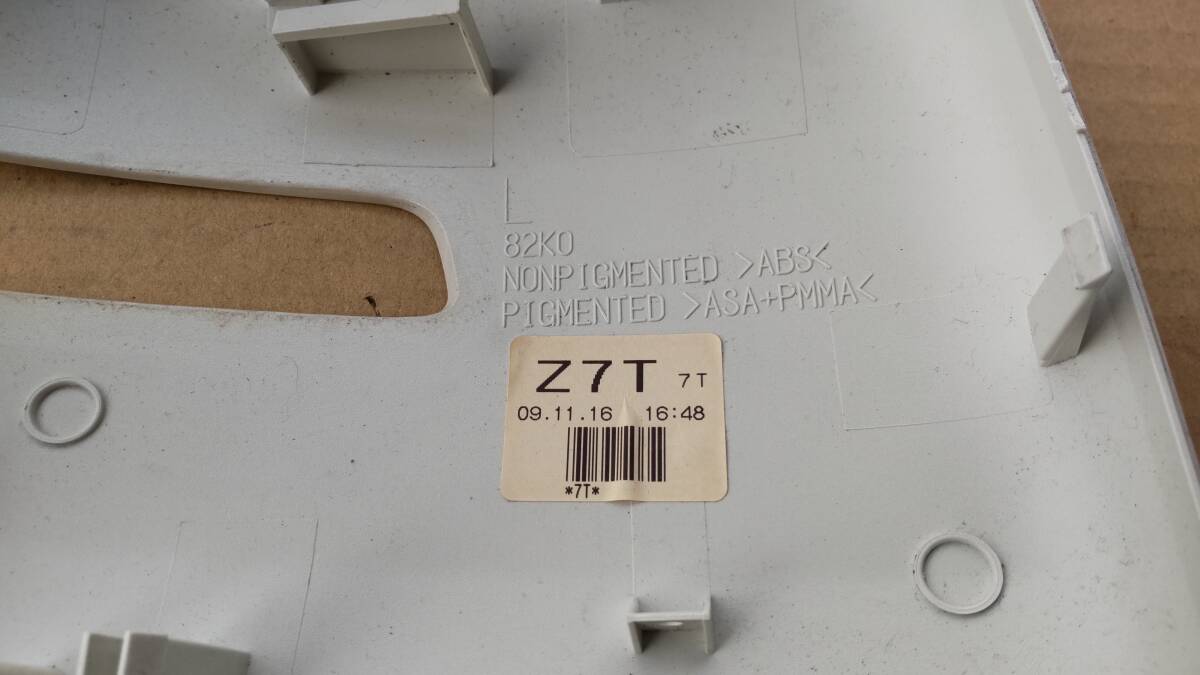 L
82K0
NONPIGMENTED >ABS<
PIGMENTED >ASA+PMMA<
Z7T 7T
09.11.16 16:48
*7T*